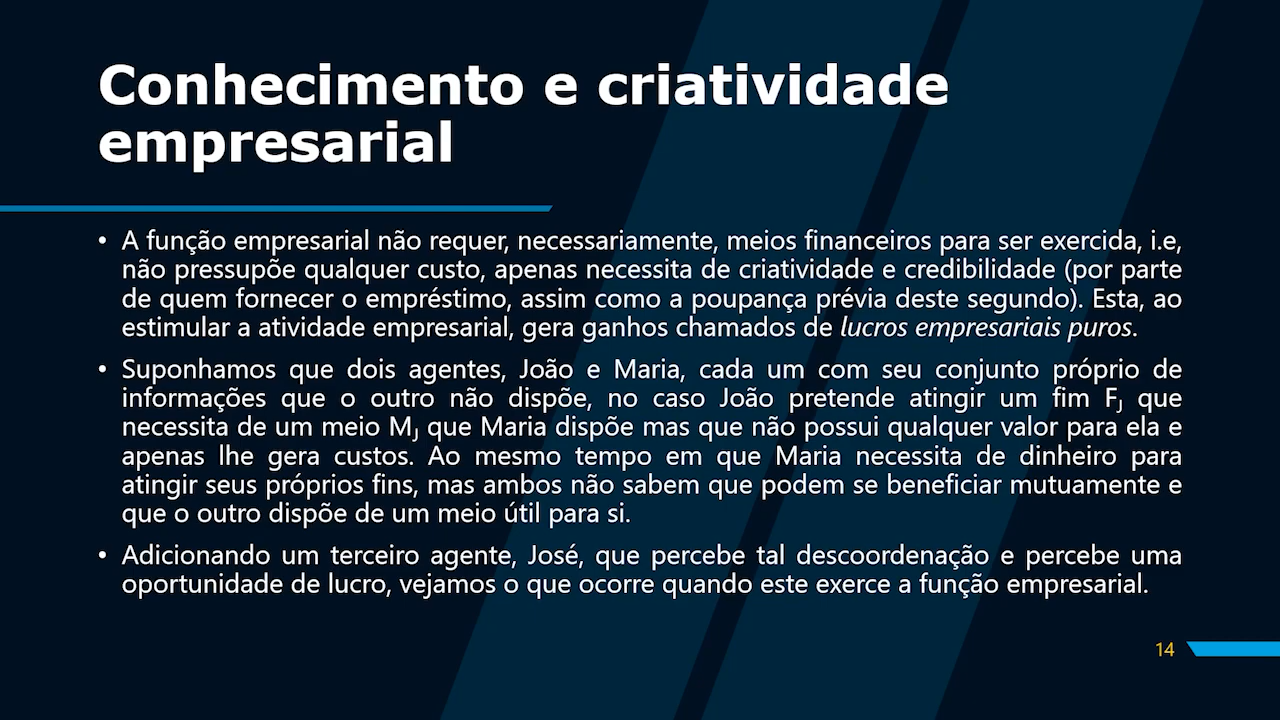 Conhecimento e criatividade
empresarial
• A função empresarial não requer, necessariamente, meios financeiros para ser exercida, i.e,
não pressupõe qualquer custo, apenas necessita de criatividade e credibilidade (por parte
de quem fornecer o empréstimo, assim como a poupança prévia deste segundo). Esta, ao
estimular a atividade empresarial, gera ganhos chamados de lucros empresariais puros.
• Suponhamos que dois agentes, João e Maria, cada um com seu conjunto próprio de
informações que o outro não dispõe, no caso João pretende atingir um fim FJ que
necessita de um meio MJ que Maria dispõe mas que não possui qualquer valor para ela e
apenas lhe gera custos. Ao mesmo tempo em que Maria necessita de dinheiro para
atingir seus próprios fins, mas ambos não sabem que podem se beneficiar mutuamente e
que o outro dispõe de um meio útil para si.
• Adicionando um terceiro agente, José, que percebe tal descoordenação e percebe uma
oportunidade de lucro, vejamos o que ocorre quando este exerce a função empresarial.
14